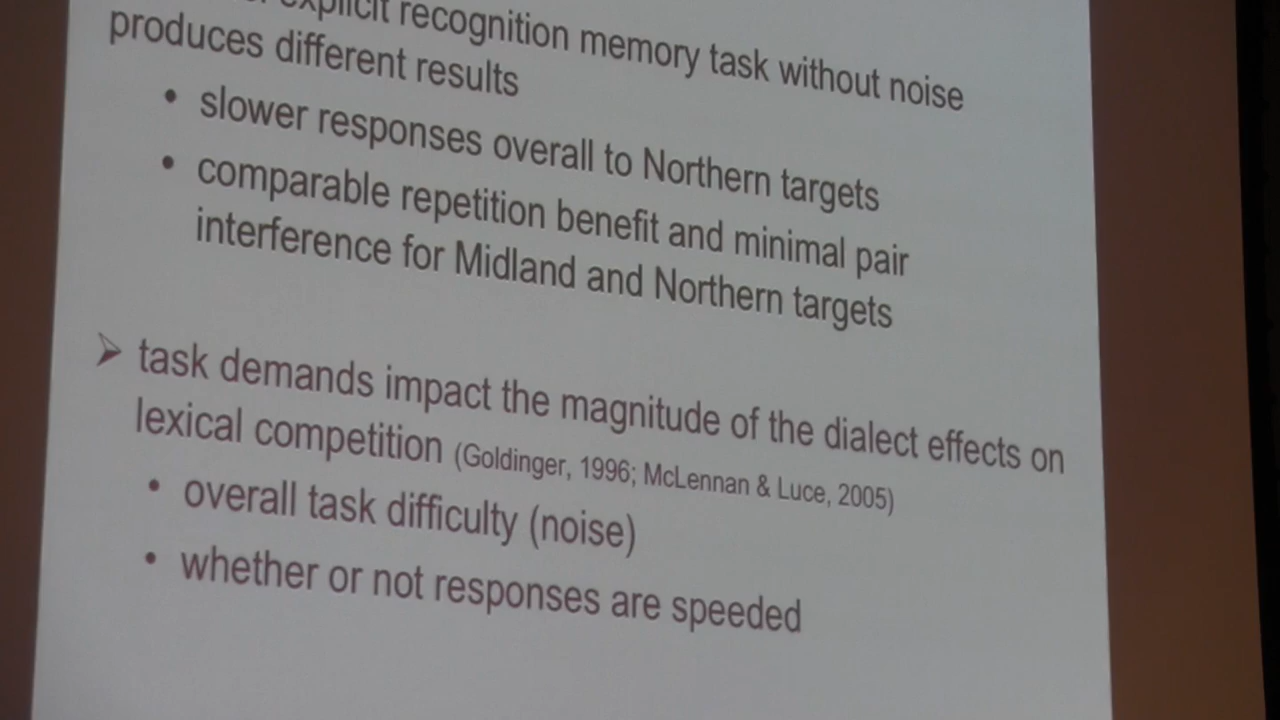 explicit recognition memory task without noise
produces different results
• slower responses overall to Northern targets
• comparable repetition benefit and minimal pair
interference for Midland and Northern targets
➢ task demands impact the magnitude of the dialect effects on
lexical competition (Goldinger, 1996; McLennan & Luce, 2005)
• overall task difficulty (noise)
• whether or not responses are speeded